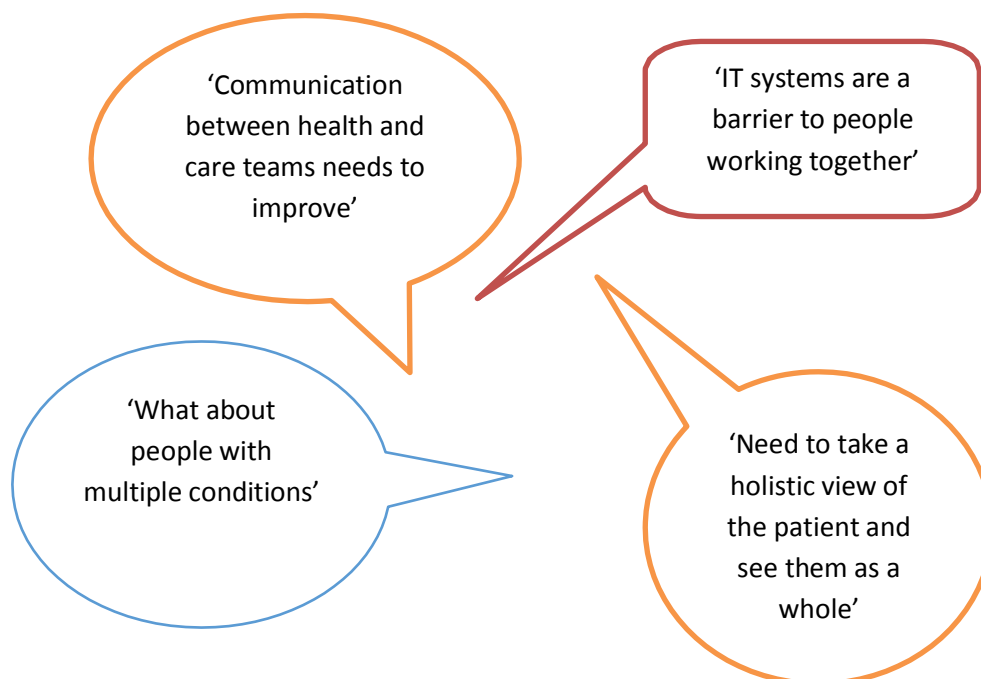 ‘Communication
between health and
care teams needs to
improve’
‘IT systems are a
barrier to people
working together’
‘What about
people with
multiple conditions’
‘Need to take a
holistic view of
the patient and
see them as a
whole’